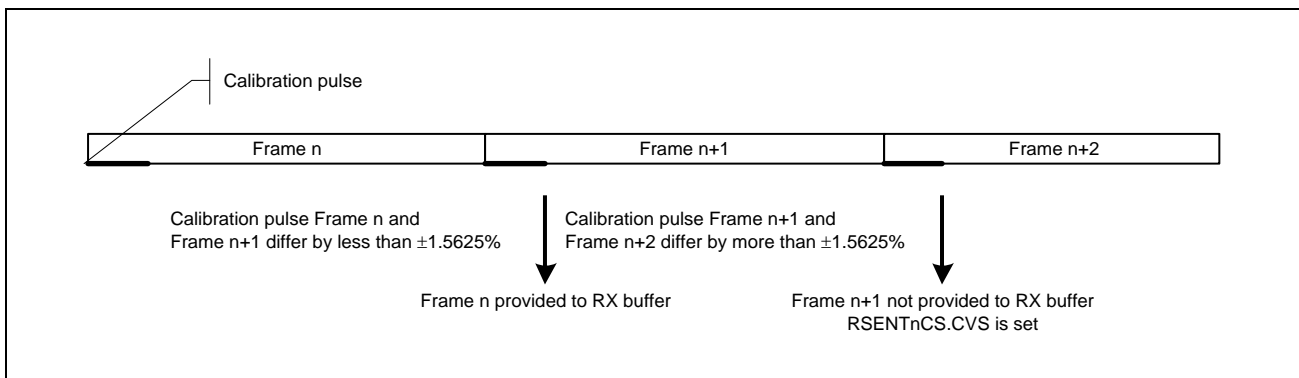 Calibration pulse
Frame n
Frame n+1
Frame n+2
Calibration pulse Frame n and
Frame n+1 differ by less than ±1.5625%
Calibration pulse Frame n+1 and
Frame n+2 differ by more than ±1.5625%
Frame n provided to RX buffer
Frame n+1 not provided to RX buffer
RSENTnCS.CVS is set